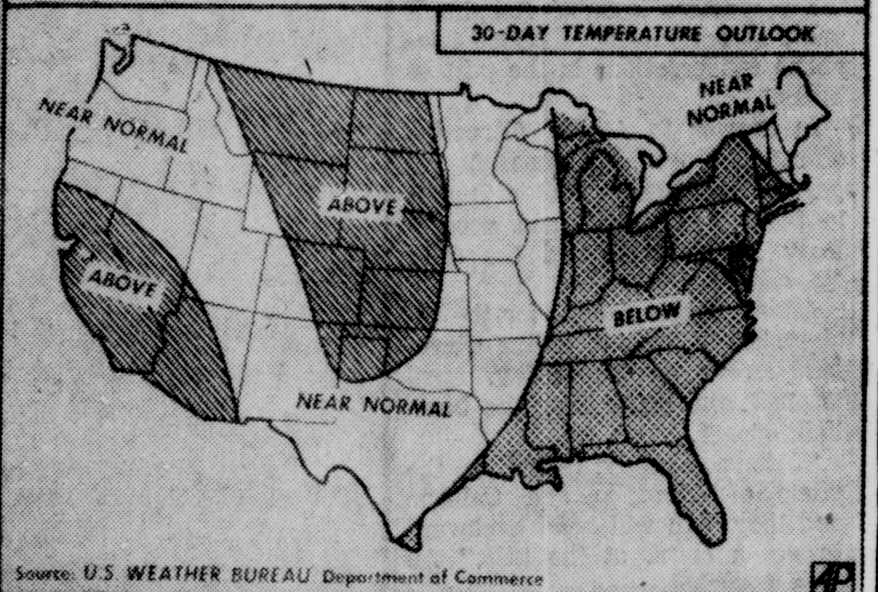 30-DAY TEMPERATURE OUTLOOK
NEAR
NORMAL
NEAR NORMAL
ABOVE
ABOVE
BELOW
NEAR NORMAL
Source: U.S. WEATHER BUREAU Department of Commerce
AP